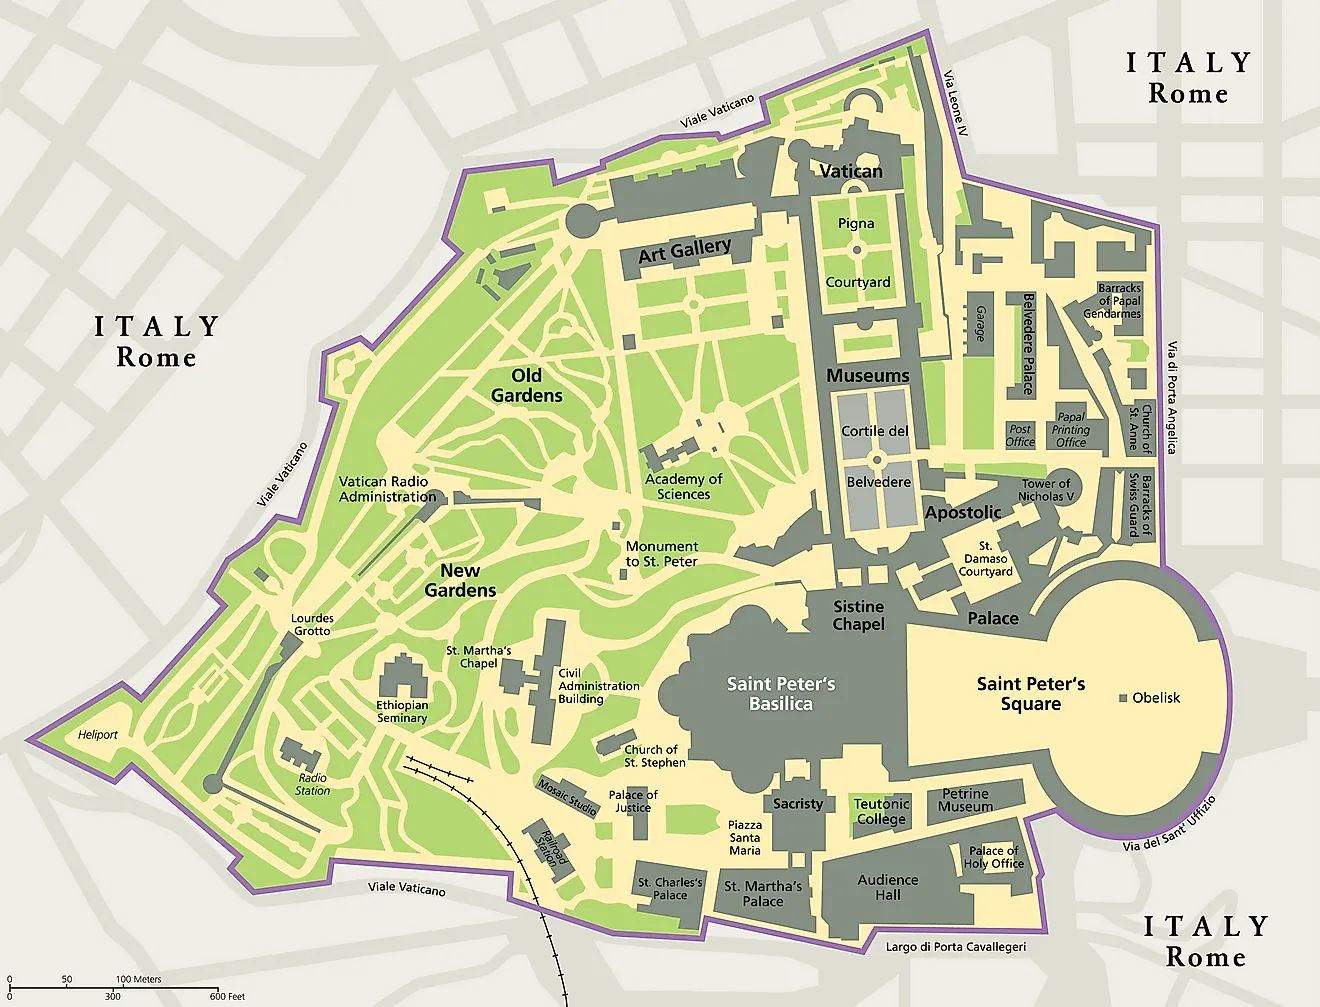 ITALY
Rome
Viale Vaticano
Via Leone IV
Vatican
Pigna
Courtyard
Art Gallery
Barracks
of Papal
Gendarmes
Garage
Belvedere Palace
ITALY
Rome
Via di Porta Angelica
Museums
Old
Gardens
Cortile del
Belvedere
Post
Office
Papal
Printing
Office
Church of
St. Anne
Viale Vaticano
Vatican Radio
Administration
Academy of
Sciences
Tower of
Nicholas V
Barracks of
Swiss Guard
Apostolic
St.
Damaso
Courtyard
Monument
to St. Peter
New
Gardens
Sistine
Chapel
Palace
Lourdes
Grotto
St. Martha's
Chapel
Civil
Administration
Building
Ethiopian
Seminary
Saint Peter's
Basilica
Saint Peter's
Square
Obelisk
Heliport
Radio
Station
Church of
St. Stephen
Mosaic Studio
Palace of
Justice
Railroad
Station
Piazza
Santa
Maria
Sacristy
Teutonic
College
Petrine
Museum
Via del Sant' Uffizio
Palace of
Holy Office
Audience
Hall
St. Charles's
Palace
St. Martha's
Palace
Viale Vaticano
Largo di Porta Cavallegeri
ITALY
Rome
0 50 100 Meters
0 300 600 Feet